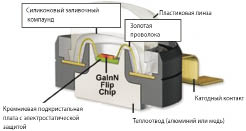 Силиконовый заливочный
компаунд
Пластиковая линза
Золотая
проволока
GaInN
Flip
Chip
Катодный контакт
Кремниевая подкристальная
плата с электростатической
защитой
Теплоотвод (алюминий или медь)